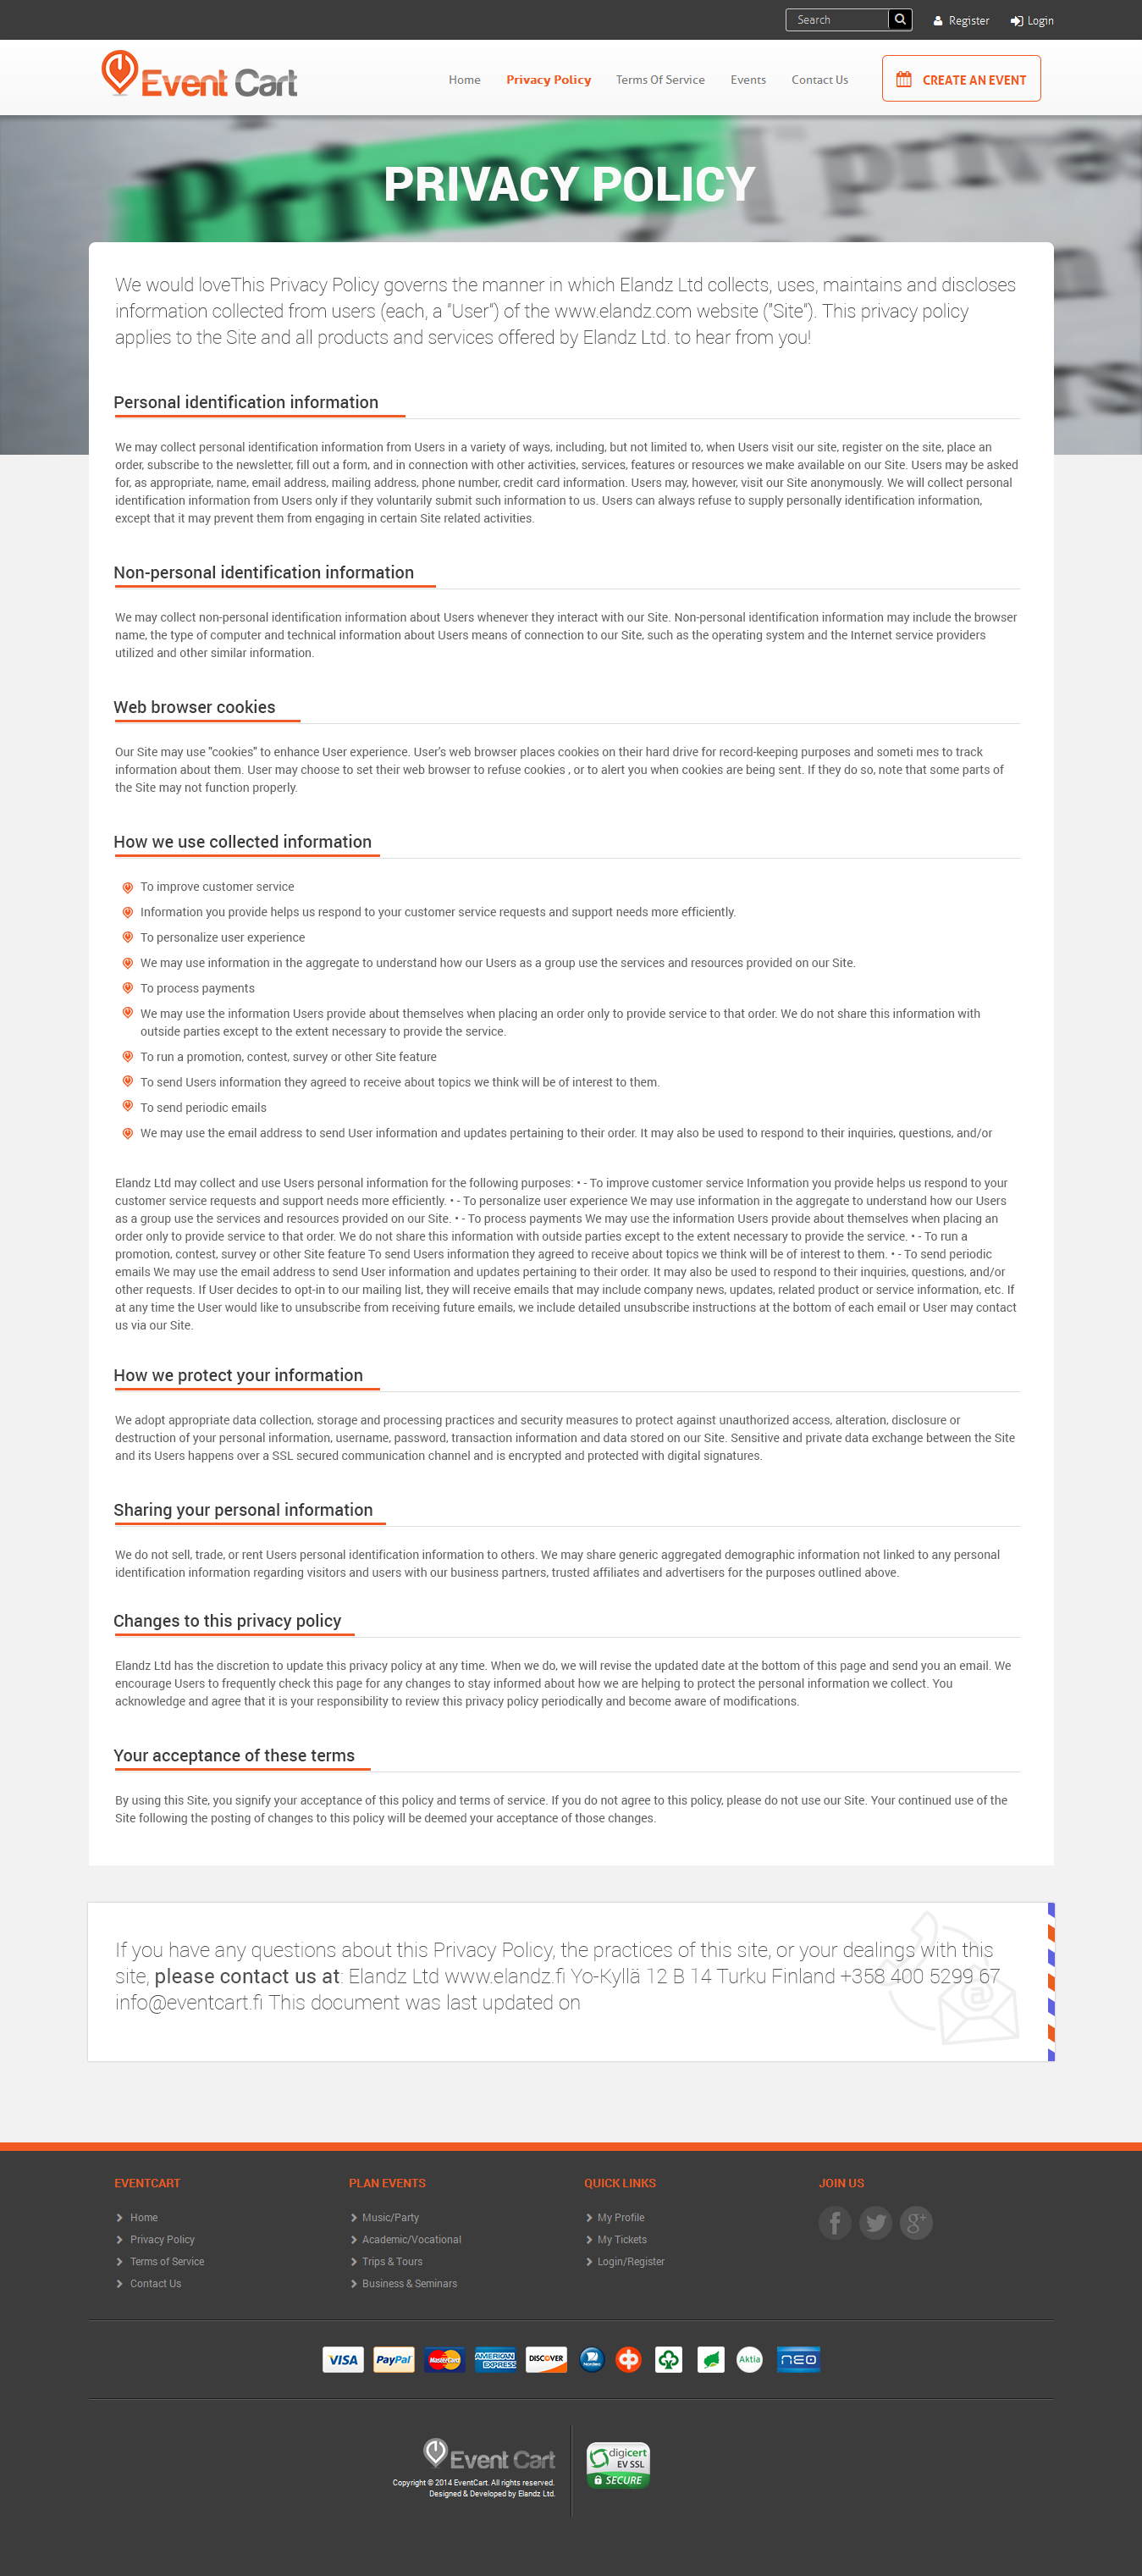 Search
Register
Login
Event Cart
Home
Privacy Policy
Terms Of Service
Events
Contact Us
CREATE AN EVENT
Privacy
PRIVACY POLICY
We would loveThis Privacy Policy governs the manner in which Elandz Ltd collects, uses, maintains and discloses
information collected from users (each, a "User") of the www.elandz.com website ("Site"). This privacy policy
applies to the Site and all products and services offered by Elandz Ltd. to hear from you!
Personal identification information
We may collect personal identification information from Users in a variety of ways, including, but not limited to, when Users visit our site, register on the site, place an
order, subscribe to the newsletter, fill out a form, and in connection with other activities, services, features or resources we make available on our Site. Users may be asked
for, as appropriate, name, email address, mailing address, phone number, credit card information. Users may, however, visit our Site anonymously. We will collect personal
identification information from Users only if they voluntarily submit such information to us. Users can always refuse to supply personally identification information,
except that it may prevent them from engaging in certain Site related activities.
Non-personal identification information
We may collect non-personal identification information about Users whenever they interact with our Site. Non-personal identification information may include the browser
name, the type of computer and technical information about Users means of connection to our Site, such as the operating system and the Internet service providers
utilized and other similar information.
Web browser cookies
Our Site may use "cookies" to enhance User experience. User's web browser places cookies on their hard drive for record-keeping purposes and someti mes to track
information about them. User may choose to set their web browser to refuse cookies , or to alert you when cookies are being sent. If they do so, note that some parts of
the Site may not function properly.
How we use collected information
To improve customer service
Information you provide helps us respond to your customer service requests and support needs more efficiently.
To personalize user experience
We may use information in the aggregate to understand how our Users as a group use the services and resources provided on our Site.
To process payments
We may use the information Users provide about themselves when placing an order only to provide service to that order. We do not share this information with
outside parties except to the extent necessary to provide the service.
To run a promotion, contest, survey or other Site feature
To send Users information they agreed to receive about topics we think will be of interest to them.
To send periodic emails
We may use the email address to send User information and updates pertaining to their order. It may also be used to respond to their inquiries, questions, and/or
Elandz Ltd may collect and use Users personal information for the following purposes: • - To improve customer service Information you provide helps us respond to your
customer service requests and support needs more efficiently. • - To personalize user experience We may use information in the aggregate to understand how our Users
as a group use the services and resources provided on our Site. • - To process payments We may use the information Users provide about themselves when placing an
order only to provide service to that order. We do not share this information with outside parties except to the extent necessary to provide the service. • - To run a
promotion, contest, survey or other Site feature To send Users information they agreed to receive about topics we think will be of interest to them. • - To send periodic
emails We may use the email address to send User information and updates pertaining to their order. It may also be used to respond to their inquiries, questions, and/or
other requests. If User decides to opt-in to our mailing list, they will receive emails that may include company news, updates, related product or service information, etc. If
at any time the User would like to unsubscribe from receiving future emails, we include detailed unsubscribe instructions at the bottom of each email or User may contact
us via our Site.
How we protect your information
We adopt appropriate data collection, storage and processing practices and security measures to protect against unauthorized access, alteration, disclosure or
destruction of your personal information, username, password, transaction information and data stored on our Site. Sensitive and private data exchange between the Site
and its Users happens over a SSL secured communication channel and is encrypted and protected with digital signatures.
Sharing your personal information
We do not sell, trade, or rent Users personal identification information to others. We may share generic aggregated demographic information not linked to any personal
identification information regarding visitors and users with our business partners, trusted affiliates and advertisers for the purposes outlined above.
Changes to this privacy policy
Elandz Ltd has the discretion to update this privacy policy at any time. When we do, we will revise the updated date at the bottom of this page and send you an email. We
encourage Users to frequently check this page for any changes to stay informed about how we are helping to protect the personal information we collect. You
acknowledge and agree that it is your responsibility to review this privacy policy periodically and become aware of modifications.
Your acceptance of these terms
By using this Site, you signify your acceptance of this policy and terms of service. If you do not agree to this policy, please do not use our Site. Your continued use of the
Site following the posting of changes to this policy will be deemed your acceptance of those changes.
If you have any questions about this Privacy Policy, the practices of this site, or your dealings with this
site, please contact us at: Elandz Ltd www.elandz.fi Yo-Kyllä 12 B 14 Turku Finland +358 400 5299 67
info@eventcart.fi This document was last updated on
EVENTCART
Home
Privacy Policy
Terms of Service
Contact Us
PLAN EVENTS
Music/Party
Academic/Vocational
Trips & Tours
Business & Seminars
QUICK LINKS
My Profile
My Tickets
Login/Register
JOIN US
VISA
PayPal
MasterCard
AMERICAN EXPRESS
DISCOVER
Nordea
Aktia
neo
Event Cart
Copyright © 2014 EventCart. All rights reserved.
Designed & Developed by Elandz Ltd.
digicert
EV SSL
SECURE